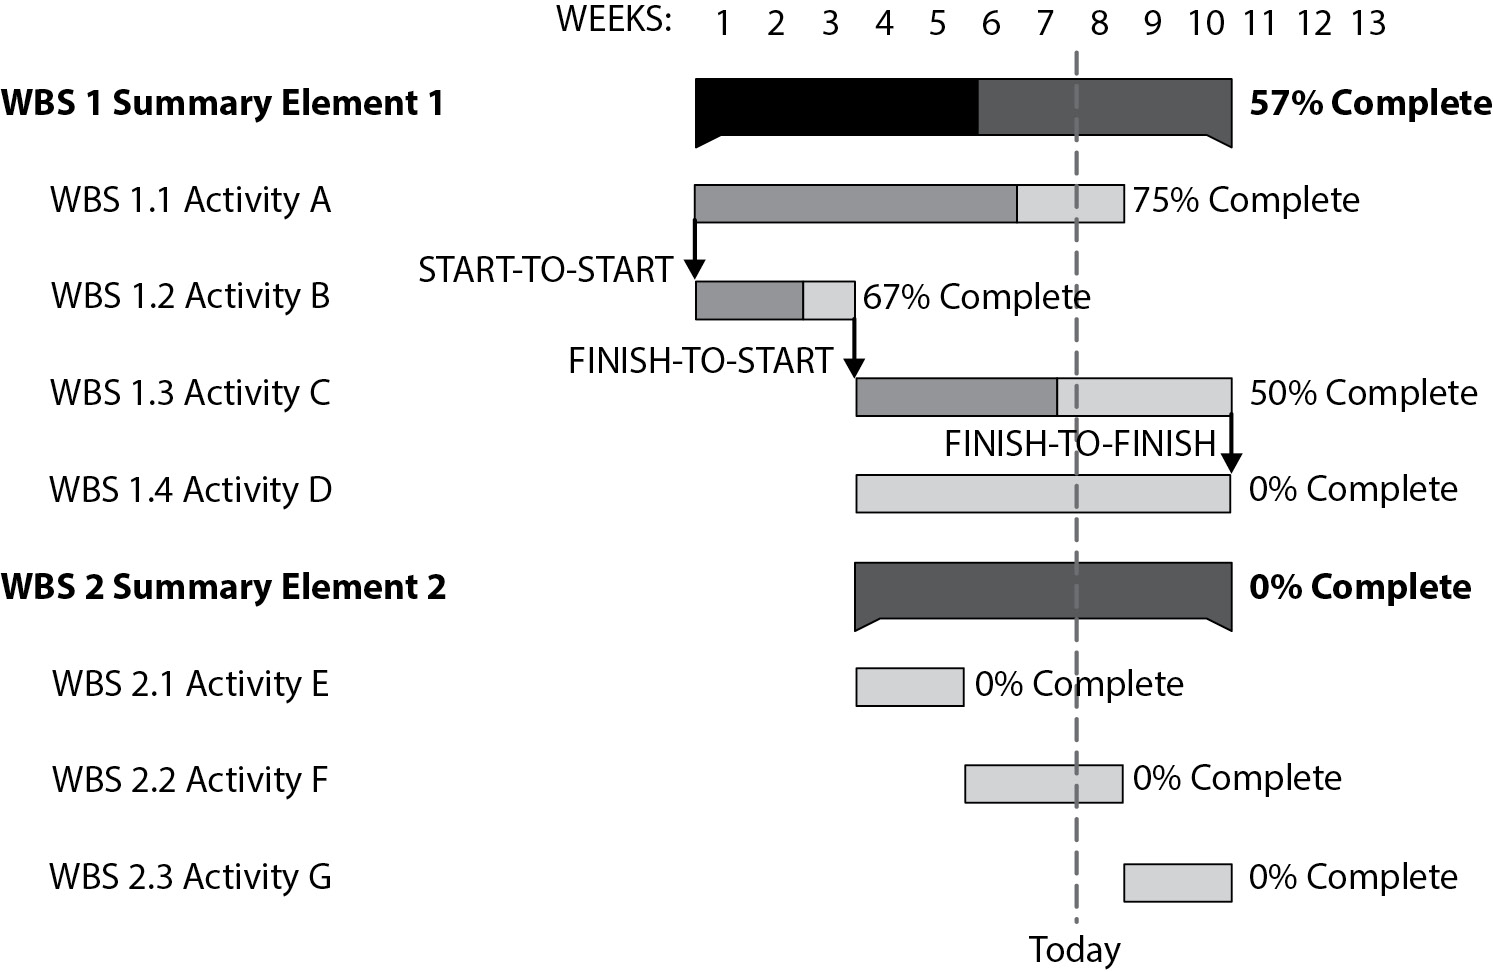 WEEKS: 1 2 3 4 5 6 7 8 9 10 11 12 13
WBS 1 Summary Element 1 57% Complete
WBS 1.1 Activity A 75% Complete
START-TO-START
WBS 1.2 Activity B 67% Complete
FINISH-TO-START
WBS 1.3 Activity C 50% Complete
FINISH-TO-FINISH
WBS 1.4 Activity D 0% Complete
WBS 2 Summary Element 2 0% Complete
WBS 2.1 Activity E 0% Complete
WBS 2.2 Activity F 0% Complete
WBS 2.3 Activity G 0% Complete
Today